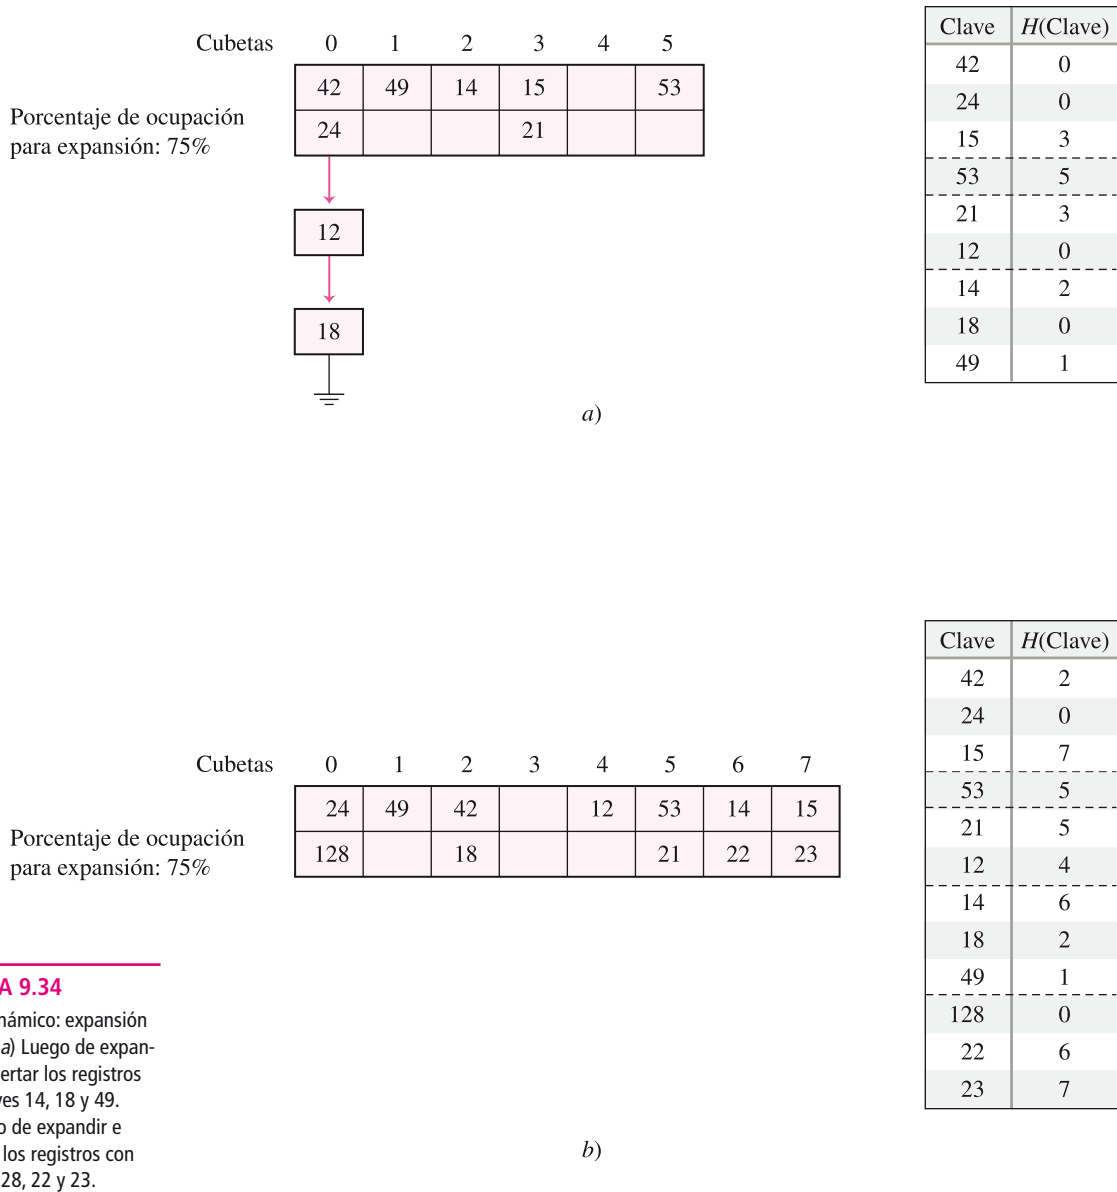 Cubetas 0 1 2 3 4 5
42 49 14 15 53
24 21
Porcentaje de ocupación
para expansión: 75%
12
18
a)
Clave H(Clave)
42 0
24 0
15 3
53 5
21 3
12 0
14 2
18 0
49 1
Cubetas 0 1 2 3 4 5 6 7
24 49 42 12 53 14 15
128 18 21 22 23
Porcentaje de ocupación
para expansión: 75%
b)
Clave H(Clave)
42 2
24 0
15 7
53 5
21 5
12 4
14 6
18 2
49 1
128 0
22 6
23 7
A 9.34
námico: expansión
a) Luego de expan-
ertar los registros
ves 14, 18 y 49.
o de expandir e
los registros con
28, 22 y 23.